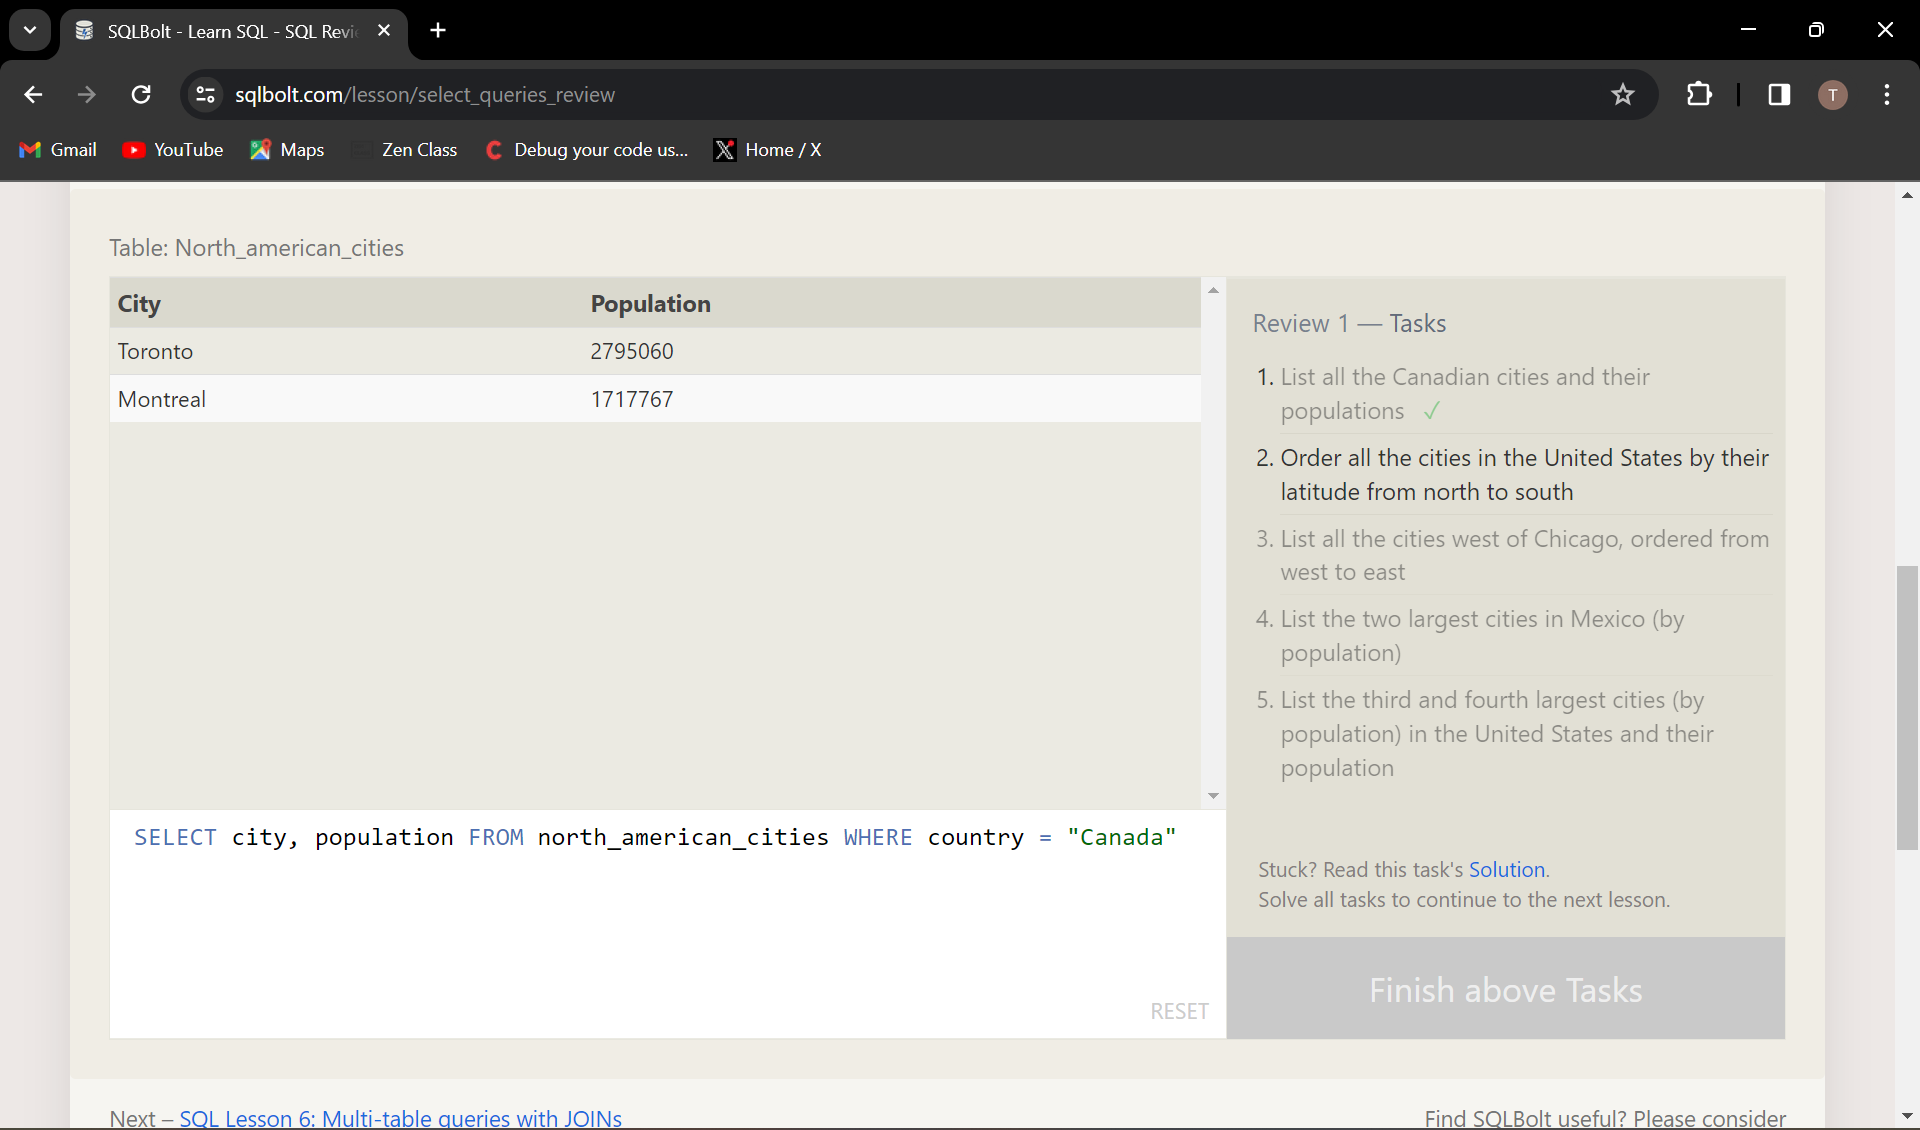 SQLBolt - Learn SQL - SQL Revi
sqlbolt.com/lesson/select_queries_review
T
Gmail
YouTube
Maps
Zen Class
Debug your code us...
Home / X
Table: North_american_cities
City Population
Toronto 2795060
Montreal 1717767
SELECT city, population FROM north_american_cities WHERE country = "Canada"
RESET
Review 1 — Tasks
1. List all the Canadian cities and their
populations ✓
2. Order all the cities in the United States by their
latitude from north to south
3. List all the cities west of Chicago, ordered from
west to east
4. List the two largest cities in Mexico (by
population)
5. List the third and fourth largest cities (by
population) in the United States and their
population
Stuck? Read this task's Solution.
Solve all tasks to continue to the next lesson.
Finish above Tasks
Next – SQL Lesson 6: Multi-table queries with JOINs
Find SQLBolt useful? Please consider